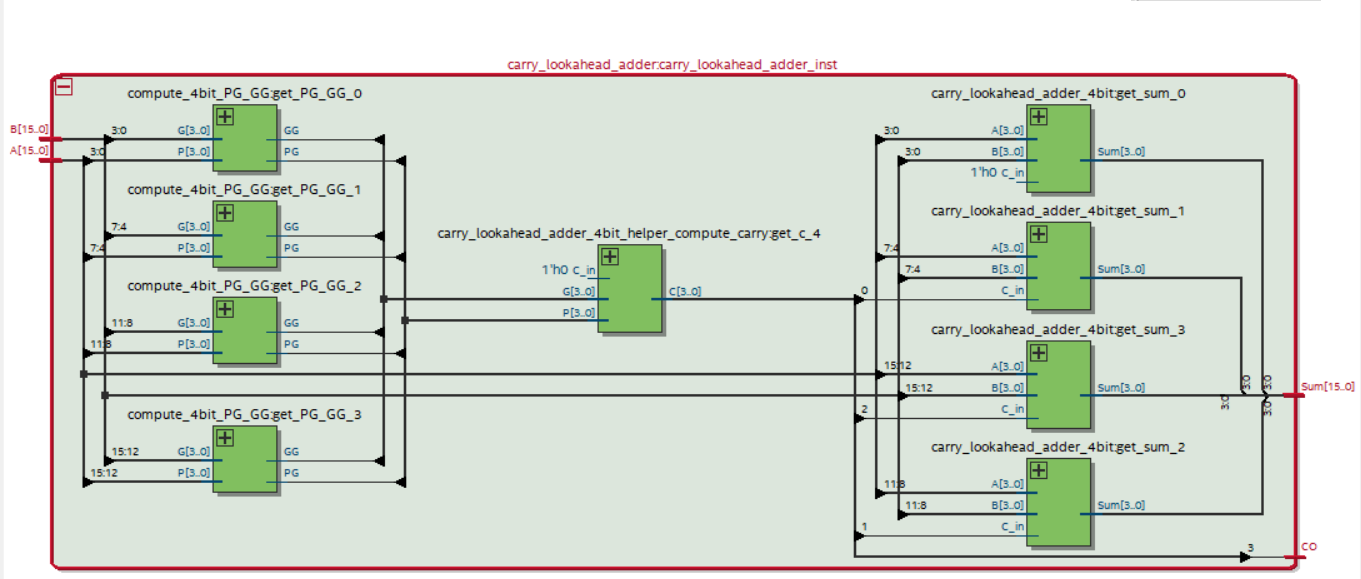 carry_lookahead_adder:carry_lookahead_adder_inst
compute_4bit_PG_GG:get_PG_GG_0
B[15..0]
A[15..0]
3:0
3:0
G[3..0]
P[3..0]
GG
PG
compute_4bit_PG_GG:get_PG_GG_1
7:4
7:4
G[3..0]
P[3..0]
GG
PG
compute_4bit_PG_GG:get_PG_GG_2
11:8
11:8
G[3..0]
P[3..0]
GG
PG
compute_4bit_PG_GG:get_PG_GG_3
15:12
15:12
G[3..0]
P[3..0]
GG
PG
carry_lookahead_adder_4bit_helper_compute_carry:get_c_4
1'h0 C_in
G[3..0]
P[3..0]
C[3..0]
carry_lookahead_adder_4bit:get_sum_0
3:0
3:0
A[3..0]
B[3..0]
1'h0 C_in
Sum[3..0]
carry_lookahead_adder_4bit:get_sum_1
7:4
7:4
0
A[3..0]
B[3..0]
C_in
Sum[3..0]
carry_lookahead_adder_4bit:get_sum_3
15:12
15:12
2
A[3..0]
B[3..0]
C_in
Sum[3..0]
carry_lookahead_adder_4bit:get_sum_2
11:8
11:8
1
A[3..0]
B[3..0]
C_in
Sum[3..0]
3:0
3:0
3:0
3:0
Sum[15..0]
3
CO